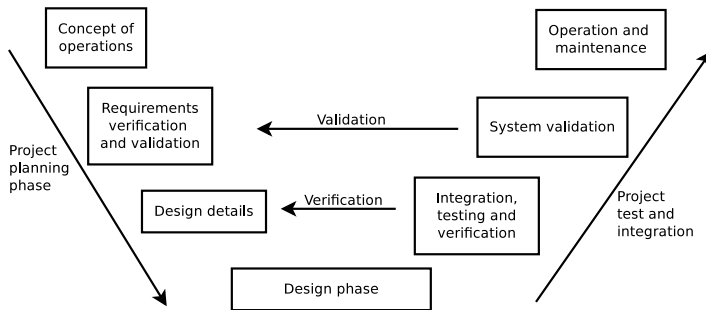 Concept of
operations
Operation and
maintenance
Requirements
verification
and validation
Validation
System validation
Project
planning
phase
Design details
Verification
Integration,
testing and
verification
Project
test and
integration
Design phase